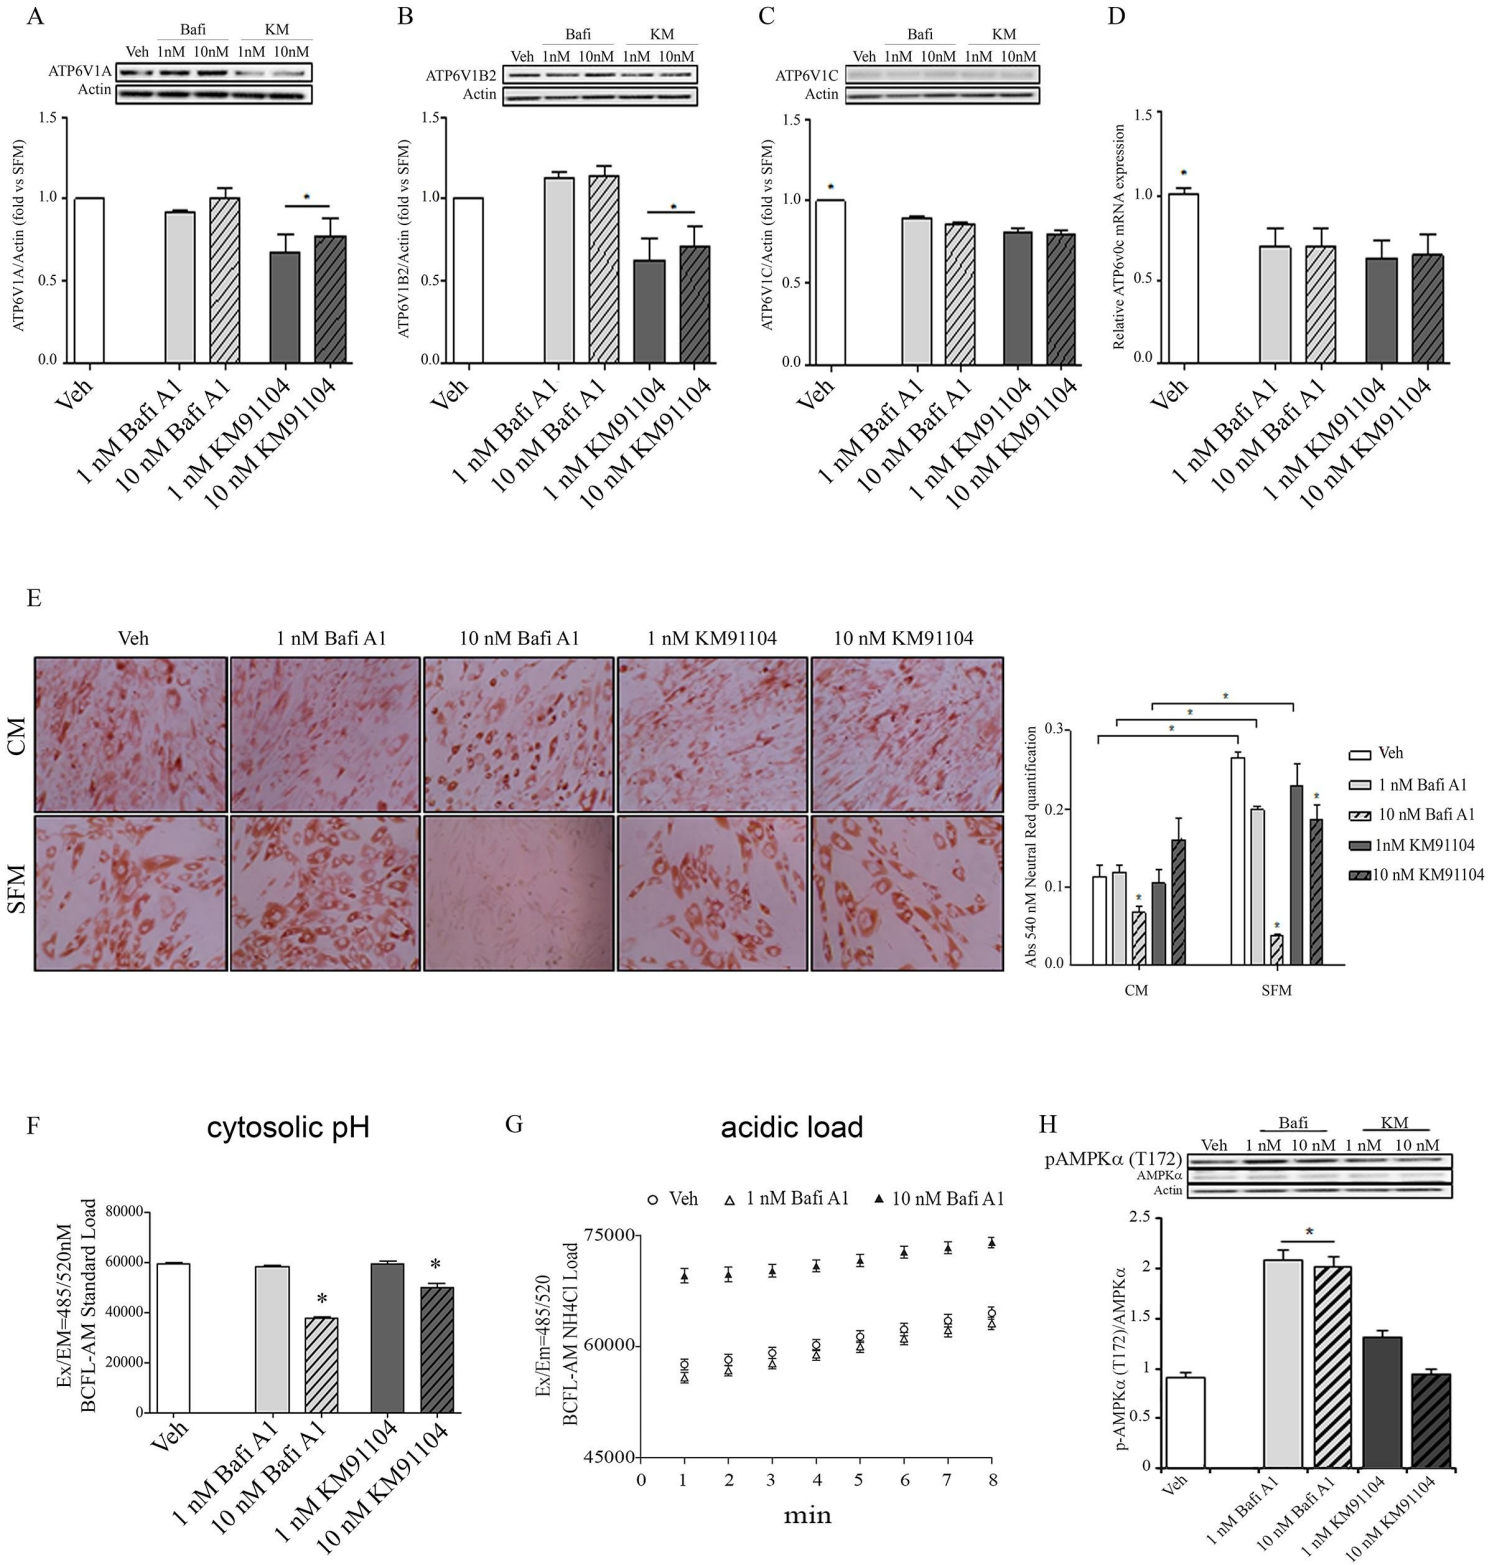 A
Bafi KM
Veh 1nM 10nM 1nM 10nM
ATP6V1A
Actin
ATP6V1A/Actin (fold vs SFM)
1.5
1.0
0.5
0.0
Veh
1 nM Bafi A1
10 nM Bafi A1
1 nM KM91104
10 nM KM91104
B
Bafi KM
Veh 1nM 10nM 1nM 10nM
ATP6V1B2
Actin
ATP6V1B2/Actin (fold vs SFM)
1.5
1.0
0.5
0.0
Veh
1 nM Bafi A1
10 nM Bafi A1
1 nM KM91104
10 nM KM91104
C
Bafi KM
Veh 1nM 10nM 1nM 10nM
ATP6V1C
Actin
ATP6V1C/Actin (fold vs SFM)
1.5
1.0
0.5
0.0
Veh
1 nM Bafi A1
10 nM Bafi A1
1 nM KM91104
10 nM KM91104
D
Relative ATP6v0c mRNA expression
1.5
1.0
0.5
0.0
Veh
1 nM Bafi A1
10 nM Bafi A1
1 nM KM91104
10 nM KM91104
E
Veh 1 nM Bafi A1 10 nM Bafi A1 1 nM KM91104 10 nM KM91104
CM
SFM
Abs 540 nM Neutral Red quantification
0.3
0.2
0.1
0.0
CM SFM
Veh
1 nM Bafi A1
10 nM Bafi A1
1nM KM91104
10 nM KM91104
F
cytosolic pH
Ex/EM=485/520nM
BCFL-AM Standard Load
80000
60000
40000
20000
0
Veh
1 nM Bafi A1
10 nM Bafi A1
1 nM KM91104
10 nM KM91104
G
acidic load
Veh 1 nM Bafi A1 10 nM Bafi A1
Ex/Em=485/520
BCFL-AM NH4Cl Load
75000
60000
45000
0 1 2 3 4 5 6 7 8
min
H
Bafi KM
Veh 1 nM 10 nM 1 nM 10 nM
pAMPKα (T172)
AMPKα
Actin
p-AMPKα (T172)/AMPKα
2.5
2
1.5
1
0.5
0
Veh
1 nM Bafi A1
10 nM Bafi A1
1 nM KM91104
10 nM KM91104